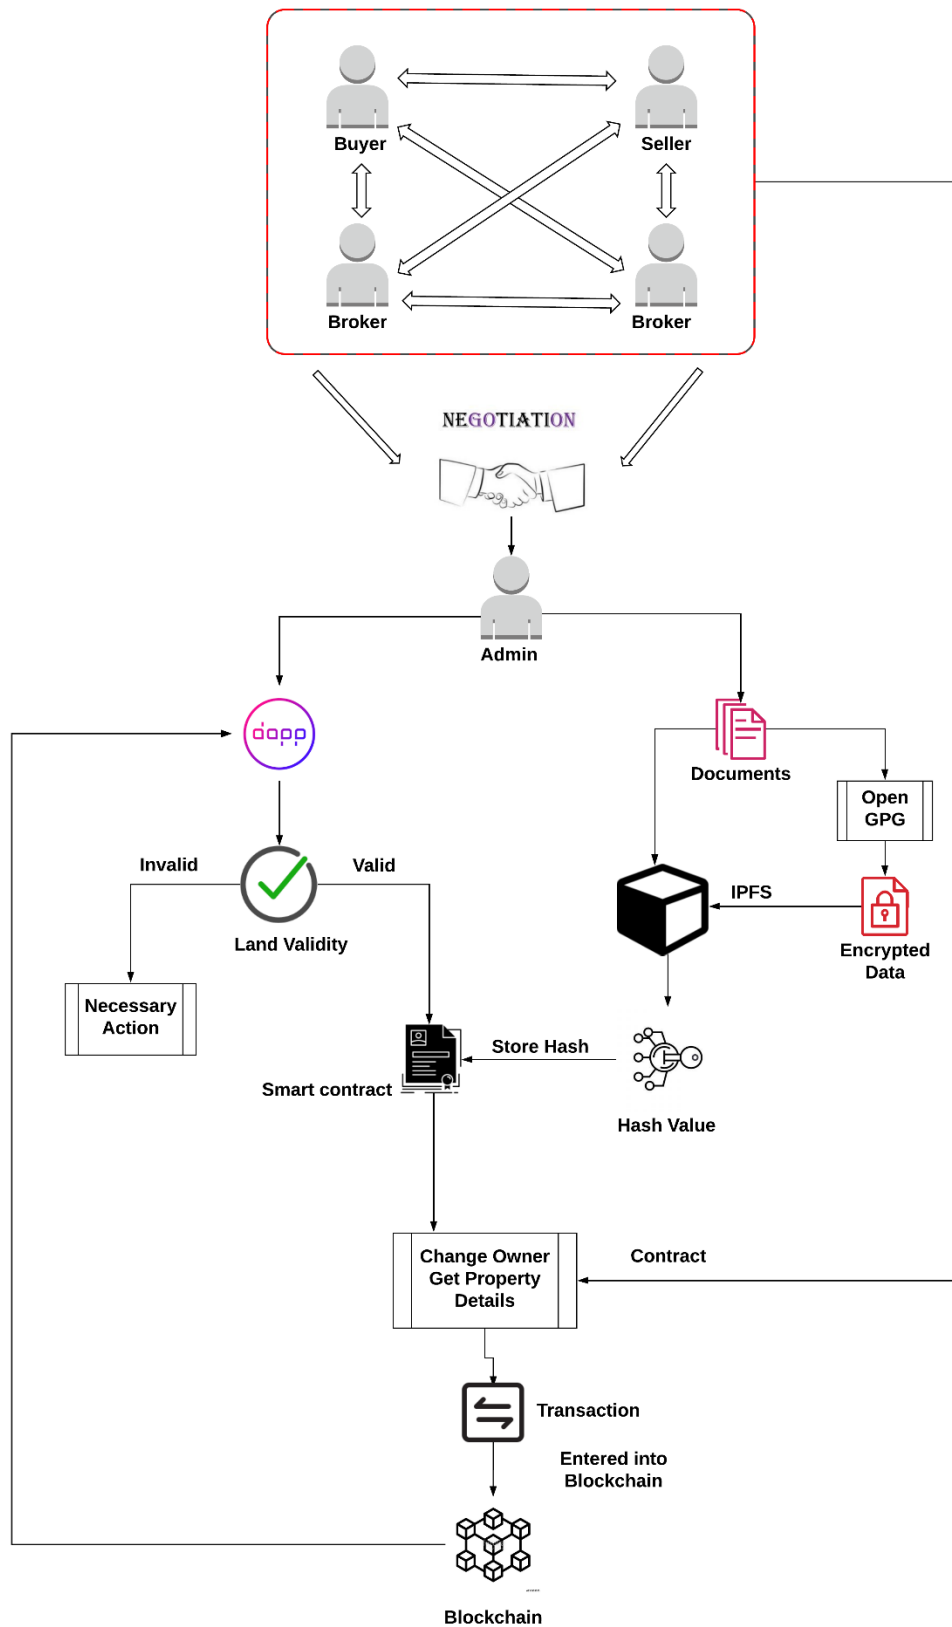 Buyer
Seller
Broker
Broker
NEGOTIATION
Admin
dapp
Documents
Open
GPG
Invalid
Valid
IPFS
Land Validity
Encrypted
Data
Necessary
Action
Store Hash
Smart contract
Hash Value
Change Owner
Get Property
Details
Contract
Transaction
Entered into
Blockchain
Blockchain